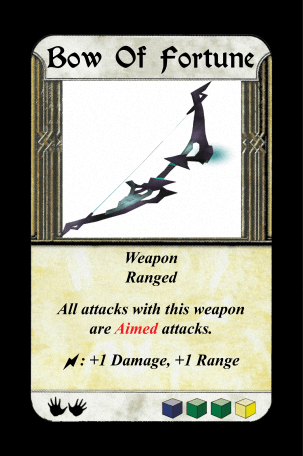 Bow Of Fortune
Weapon
Ranged
All attacks with this weapon
are Aimed attacks.
: +1 Damage, +1 Range